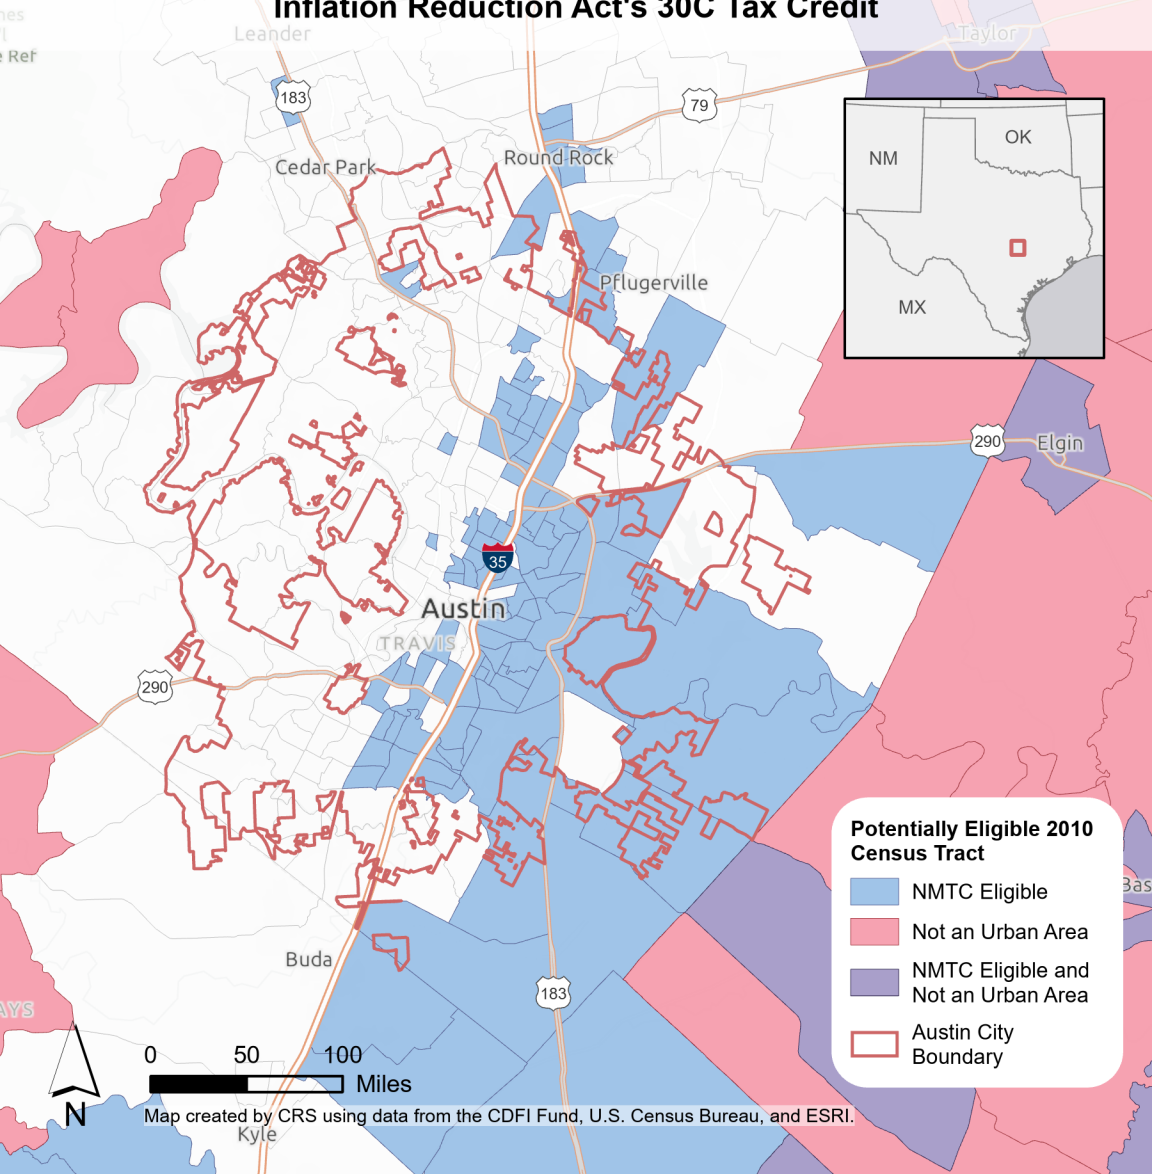 Inflation Reduction Act's 30C Tax Credit
Leander
Taylor
e Ref
183
79
Cedar Park
Round Rock
NM
OK
MX
Pflugerville
290
Elgin
35
Austin
TRAVIS
290
Potentially Eligible 2010
Census Tract
NMTC Eligible
Not an Urban Area
NMTC Eligible and
Not an Urban Area
Austin City
Boundary
Bas
Buda
183
AYS
0 50 100
Miles
N
Map created by CRS using data from the CDFI Fund, U.S. Census Bureau, and ESRI.
Kyle